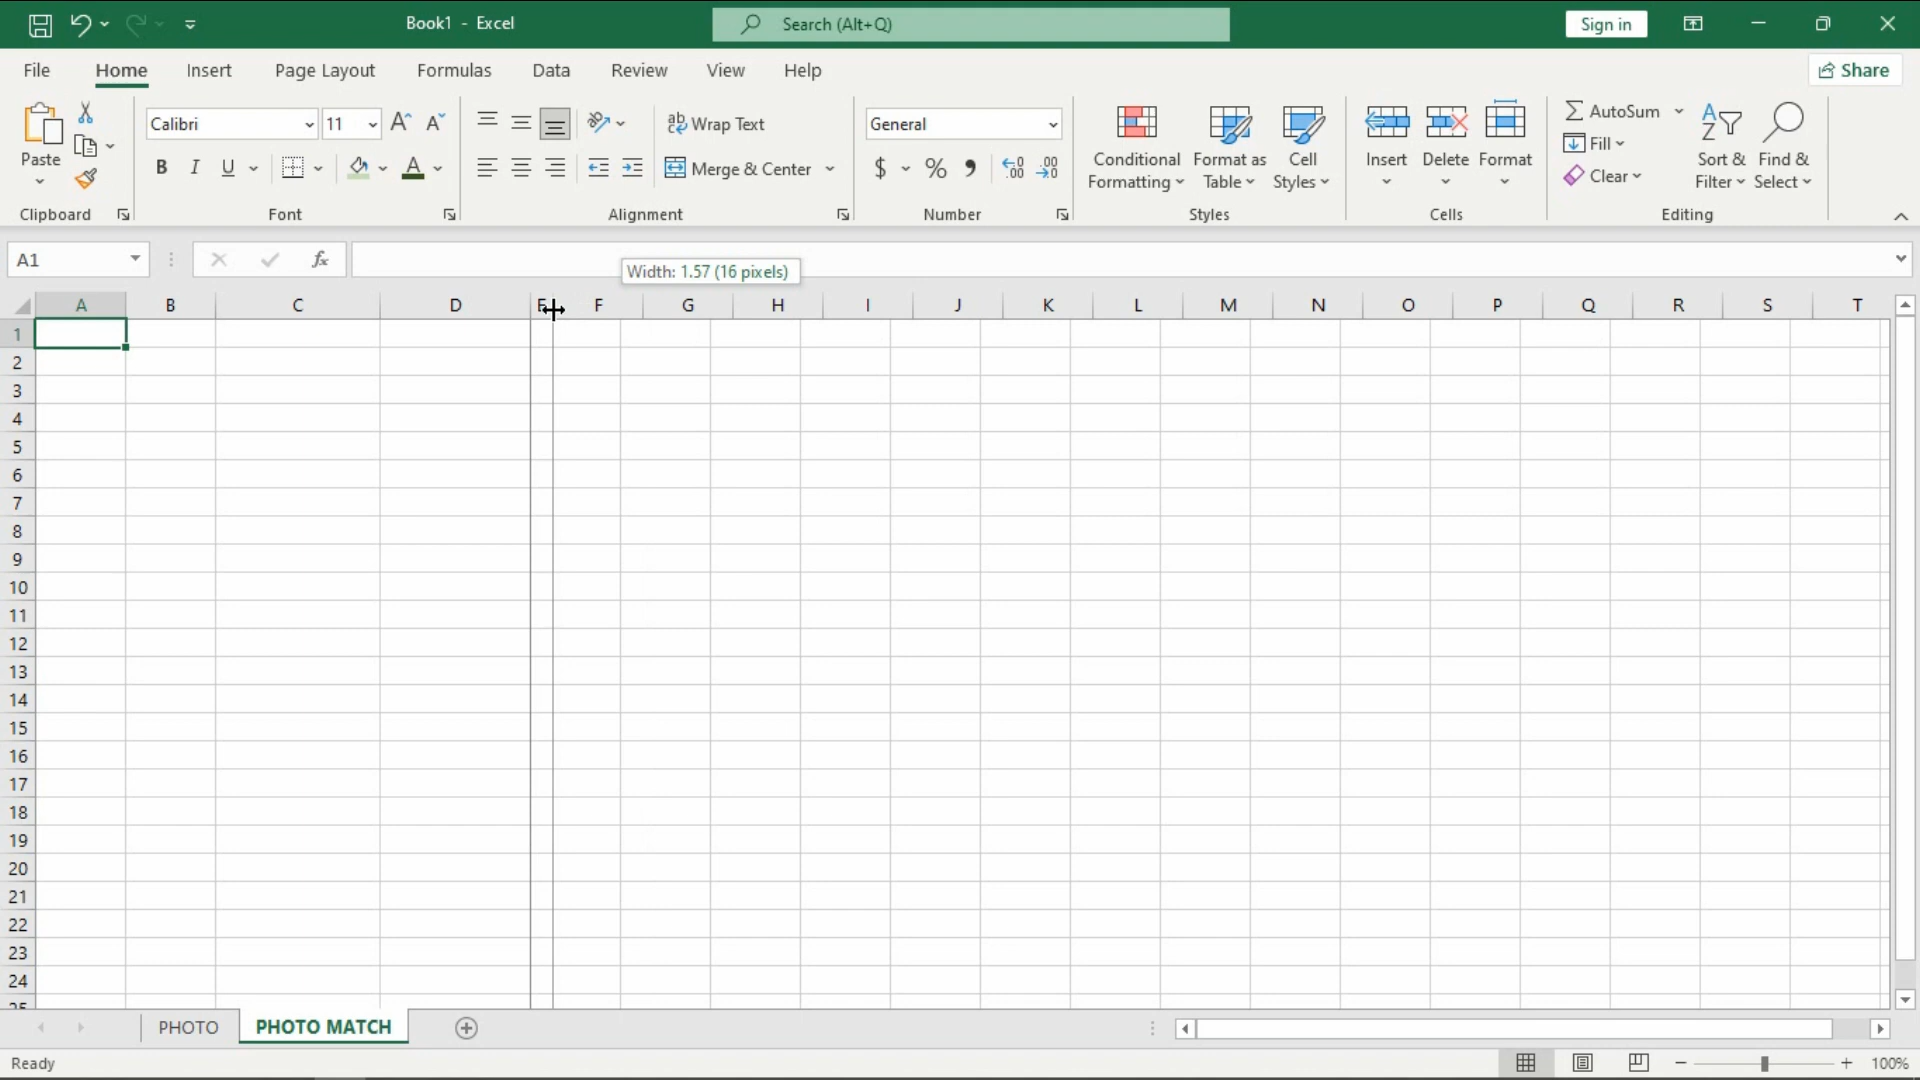 Book1 - Excel
Search (Alt+Q)
Sign in
File Home Insert Page Layout Formulas Data Review View Help
Share
Paste
Clipboard
Calibri
11
A^ Aˇ
B I U
A
Font
ab Wrap Text
Merge & Center
Alignment
General
$ % 9
Number
Conditional Formatting
Format as Table
Cell Styles
Styles
Insert Delete Format
Cells
AutoSum
Fill
Clear
Sort & Filter
Find & Select
Editing
A1
fx
Width: 1.57 (16 pixels)
A B C D E F G H I J K L M N O P Q R S T
1
2
3
4
5
6
7
8
9
10
11
12
13
14
15
16
17
18
19
20
21
22
23
24
25
PHOTO PHOTO MATCH
Ready
100%